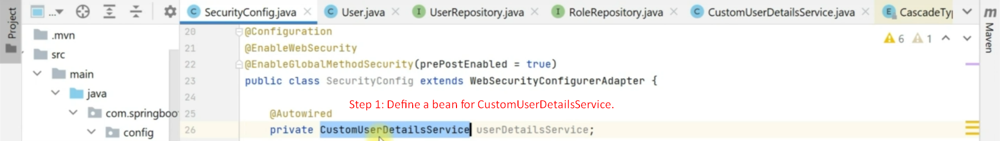 Project
...
SecurityConfig.java
User.java
UserRepository.java
RoleRepository.java
CustomUserDetailsService.java
CascadeTyp
Maven
.mvn
src
main
java
com.springboo
config
6
1
20 @Configuration
21 @EnableWebSecurity
22 @EnableGlobalMethodSecurity(prePostEnabled = true)
23 public class SecurityConfig extends WebSecurityConfigurerAdapter {
24
Step 1: Define a bean for CustomUserDetailsService.
25 @Autowired
26 private CustomUserDetailsService userDetailsService;